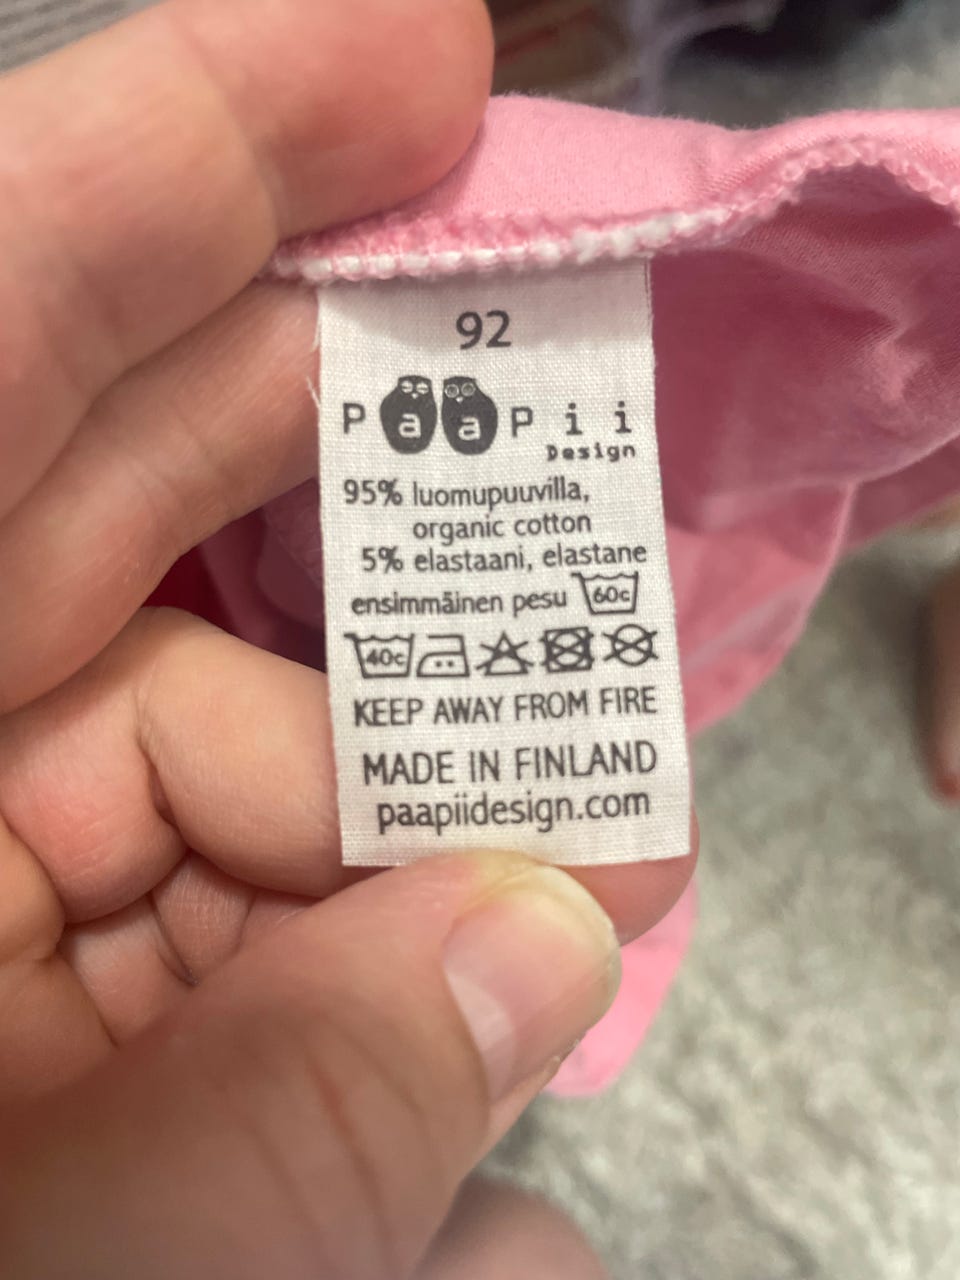 92
Paapii
Design
95% luomupuuvilla,
organic cotton
5% elastaani, elastane
ensimmäinen pesu 60c
40c
KEEP AWAY FROM FIRE
MADE IN FINLAND
paapiidesign.com